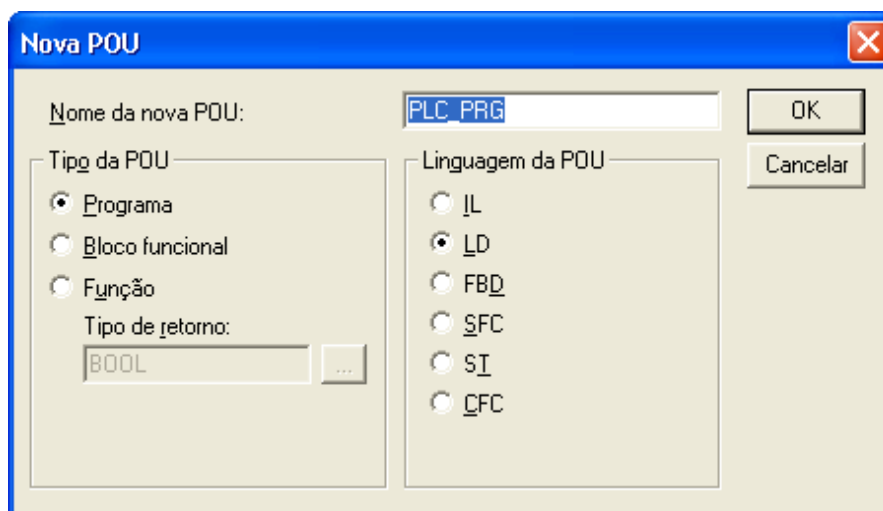 Nova POU
Nome da nova POU:
PLC_PRG
OK
Cancelar
Tipo da POU
Programa
Bloco funcional
Função
Tipo de retorno:
BOOL
...
Linguagem da POU
IL
LD
FBD
SFC
ST
CFC